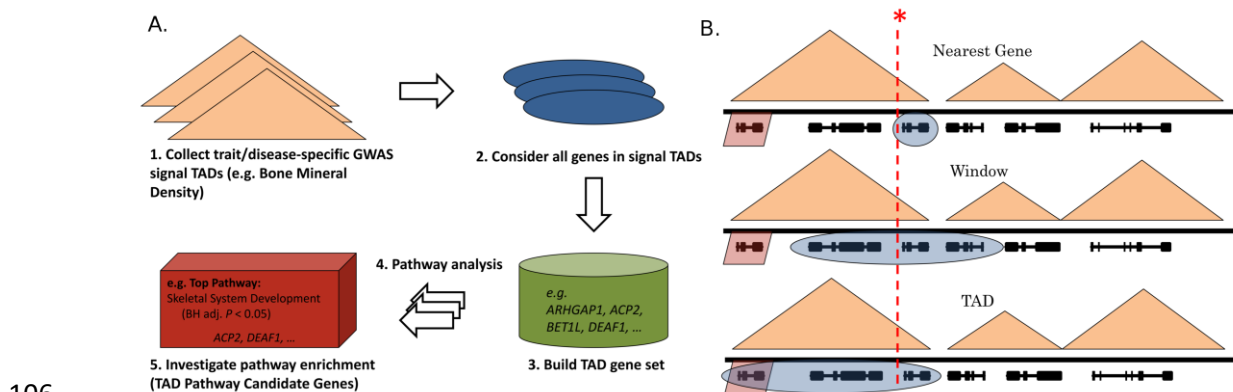 A.
1. Collect trait/disease-specific GWAS
signal TADs (e.g. Bone Mineral
Density)
2. Consider all genes in signal TADs
e.g.
ARHGAP1, ACP2,
BET1L, DEAF1, ...
3. Build TAD gene set
4. Pathway analysis
e.g. Top Pathway:
Skeletal System Development
(BH adj. P < 0.05)
ACP2, DEAF1, ...
5. Investigate pathway enrichment
(TAD Pathway Candidate Genes)
B.
*
Nearest Gene
Window
TAD